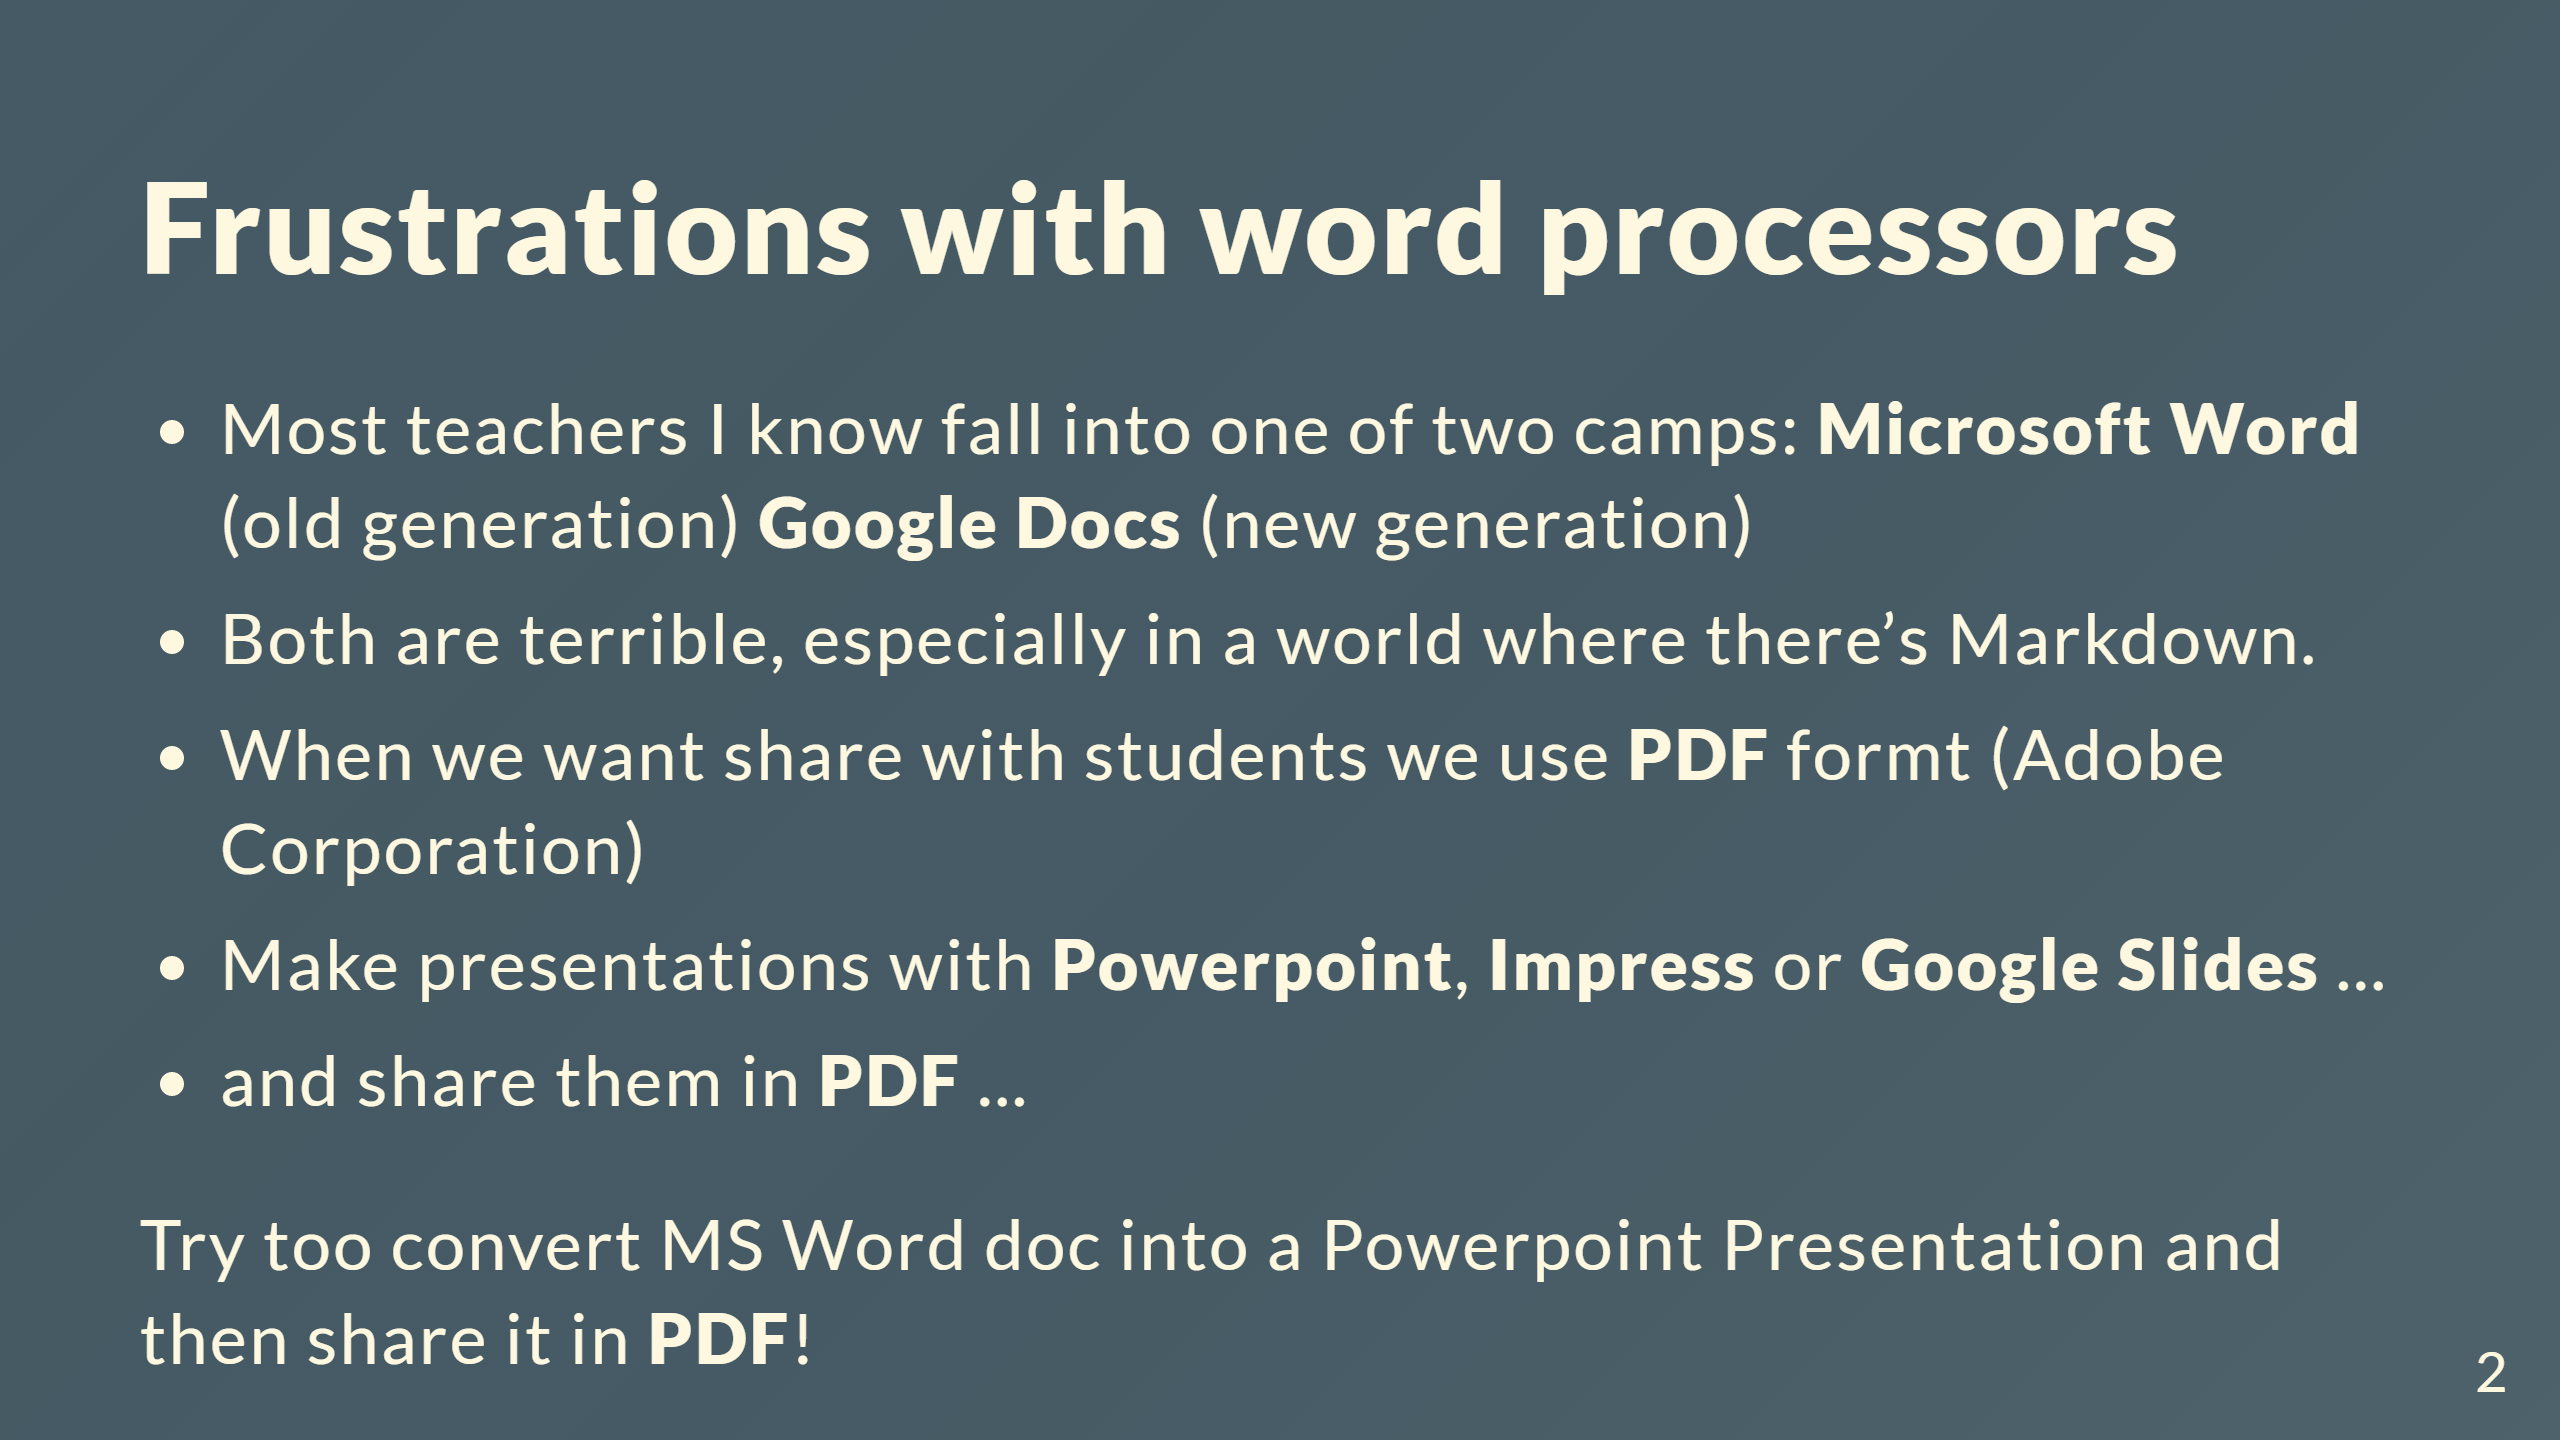 Frustrations with word processors
Most teachers I know fall into one of two camps: Microsoft Word
(old generation) Google Docs (new generation)
Both are terrible, especially in a world where there’s Markdown.
When we want share with students we use PDF formt (Adobe
Corporation)
Make presentations with Powerpoint, Impress or Google Slides ...
and share them in PDF ...
Try too convert MS Word doc into a Powerpoint Presentation and
then share it in PDF!
2